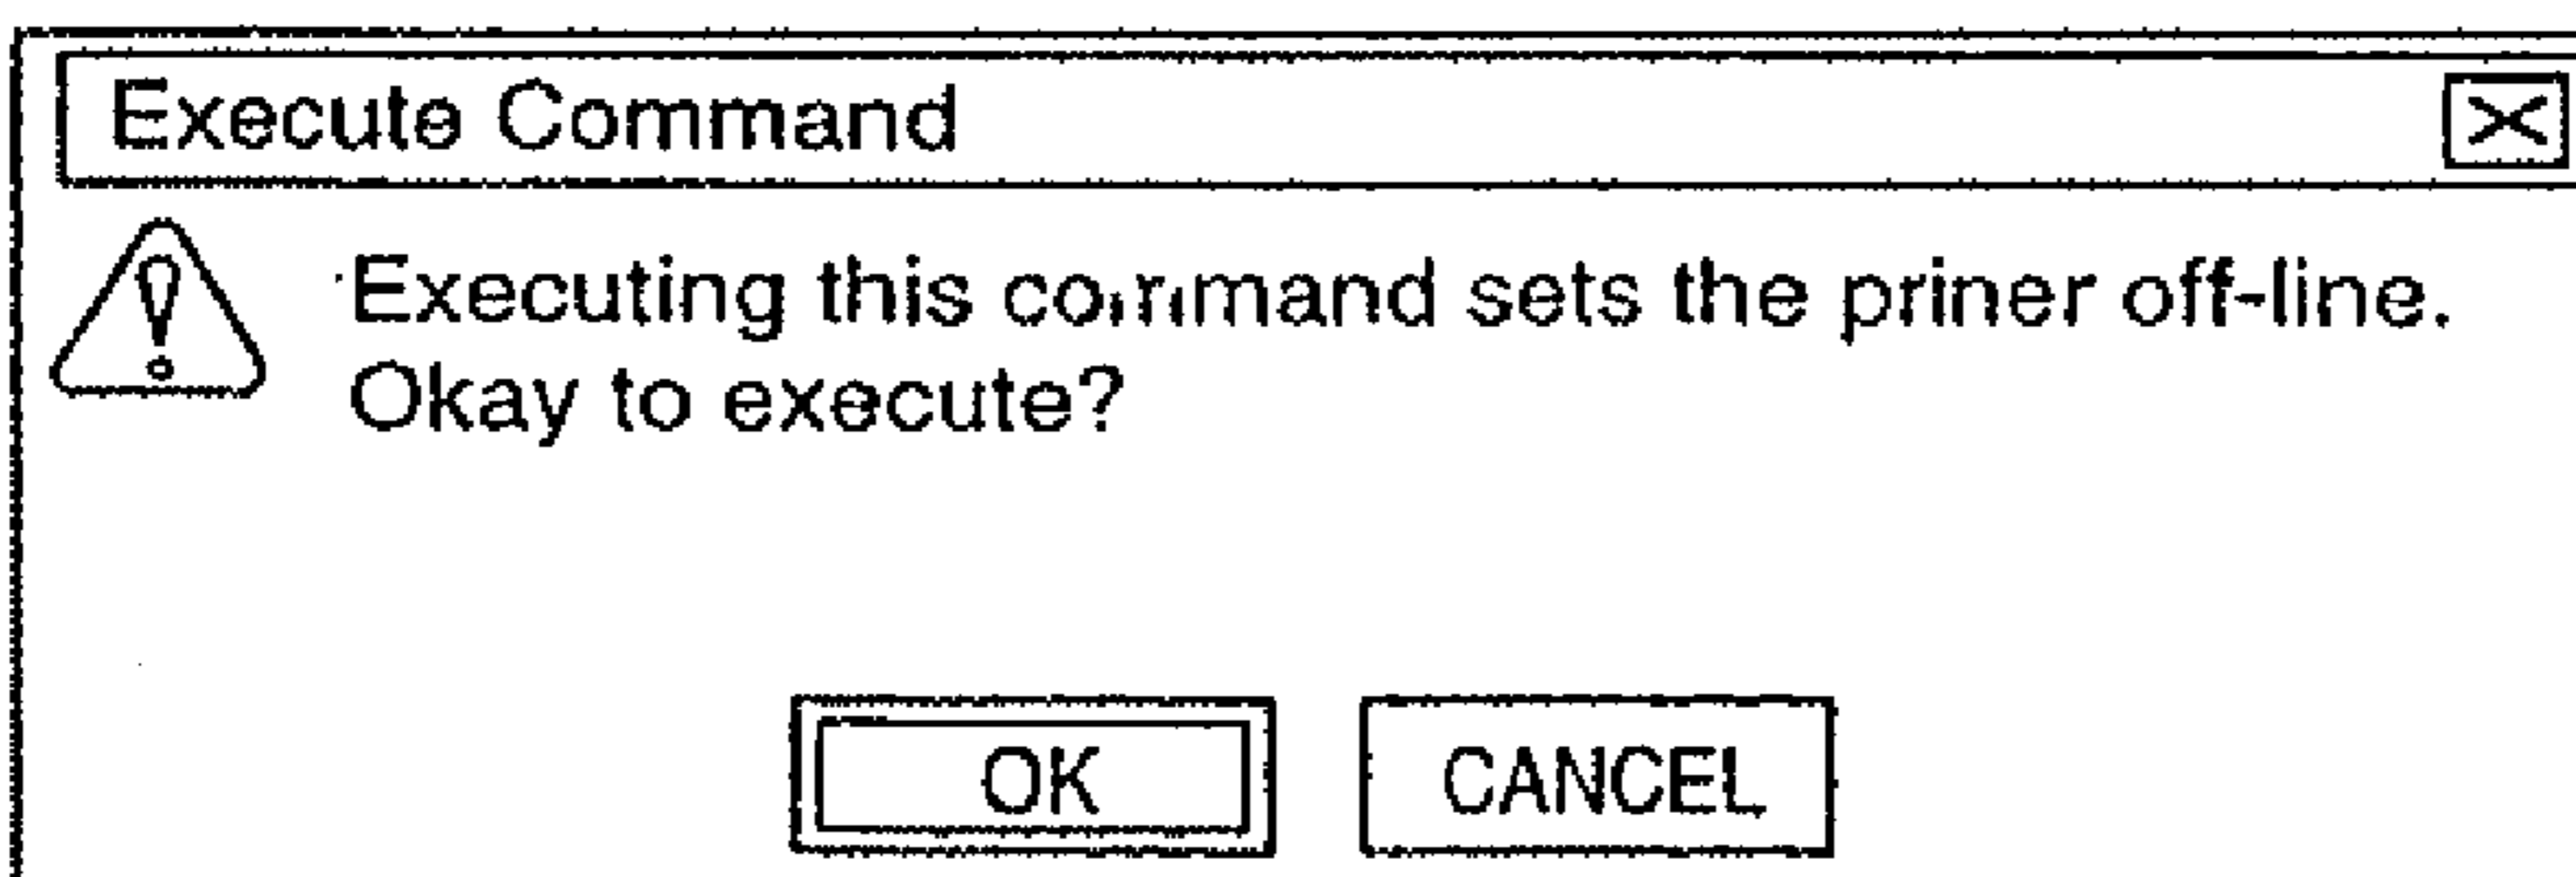 Execute Command
Executing this command sets the priner off-line.
Okay to execute?
OK CANCEL